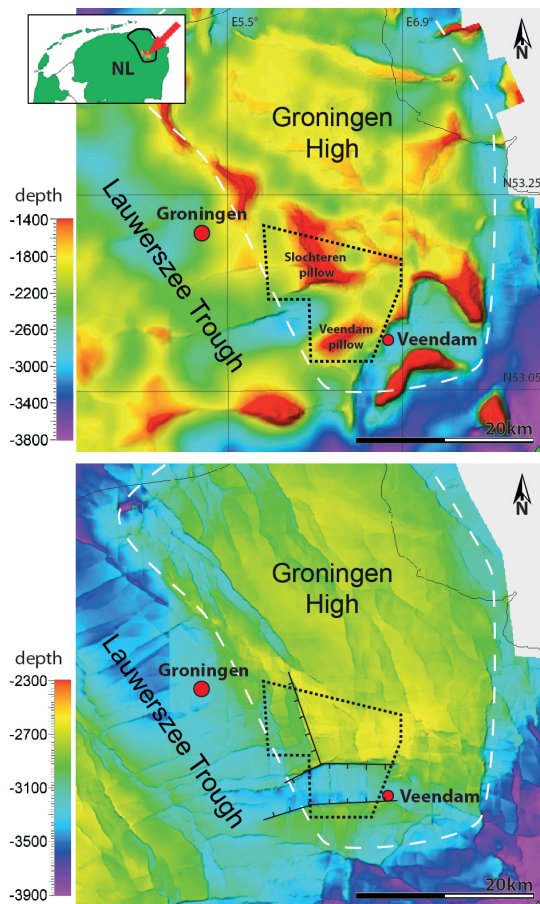 E5.5°
E6.9°
N
NL
Groningen
High
N53.25
depth
-1400
-1800
-2200
-2600
-3000
-3400
-3800
Groningen
Lauwerszee Trough
Slochteren
pillow
Veendam
pillow
Veendam
N53.05
20km
N
Groningen
High
depth
-2300
-2700
-3100
-3500
-3900
Groningen
Lauwerszee Trough
Veendam
20km